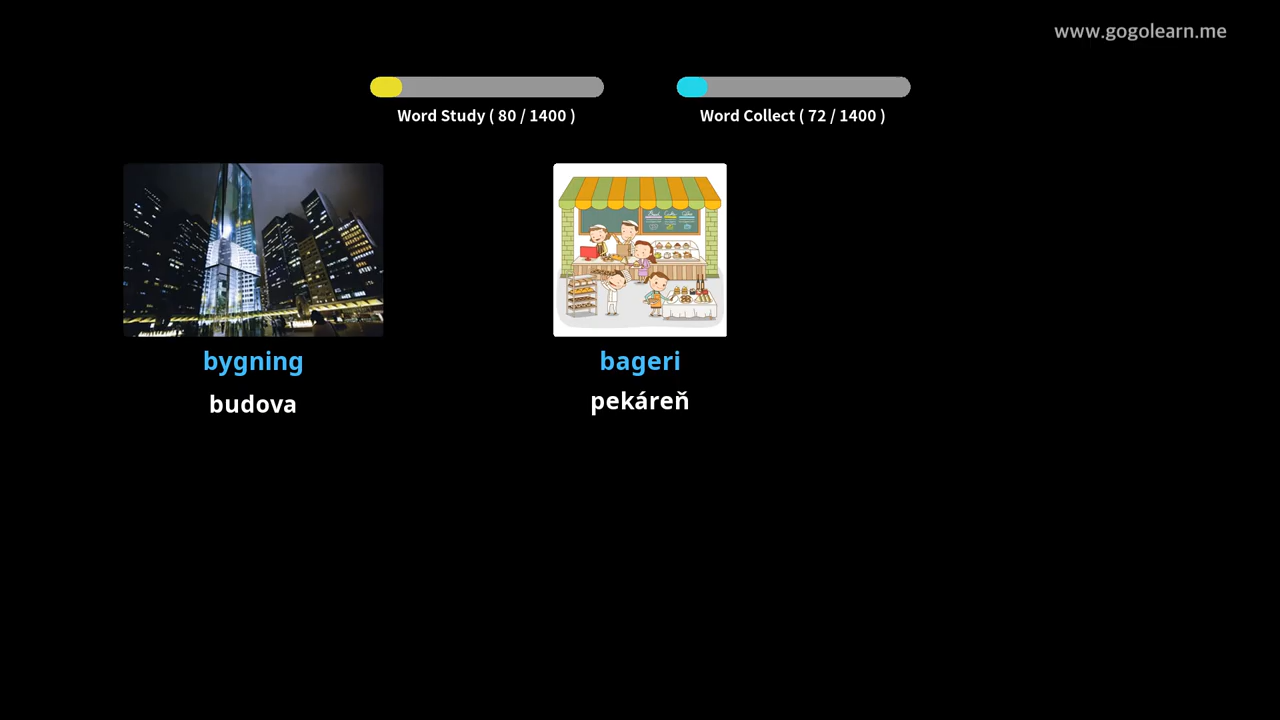 www.gogolearn.me
Word Study ( 80 / 1400 )
Word Collect ( 72 / 1400 )
bygning
bageri
budova
pekáreň